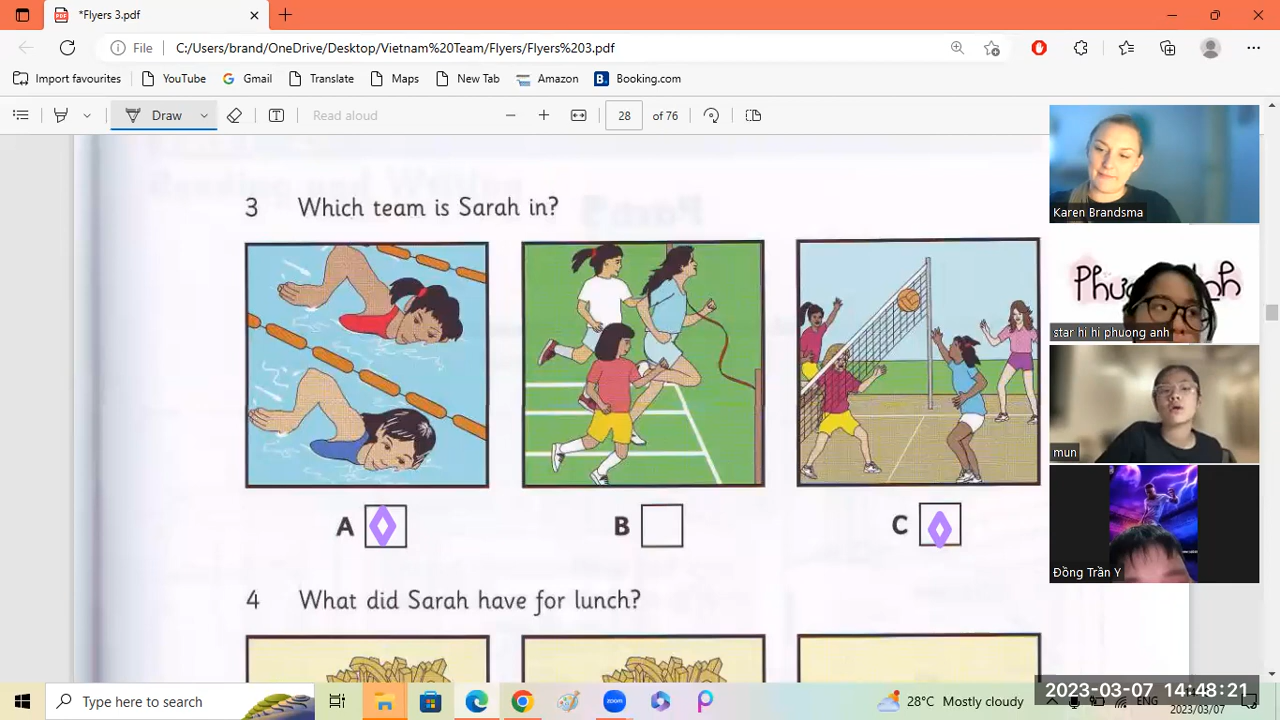 *Flyers 3.pdf
File C:/Users/brand/OneDrive/Desktop/Vietnam%20Team/Flyers/Flyers%203.pdf
Import favourites YouTube Gmail Translate Maps New Tab Amazon B. Booking.com
Draw Read aloud 28 of 76
3 Which team is Sarah in?
A B C
4 What did Sarah have for lunch?
Karen Brandsma
star hi hi phuong anh
mun
Đồng Trần Y
Type here to search
zoom
28°C Mostly cloudy
ENG
2023-03-07 14:48:21
2023/03/07